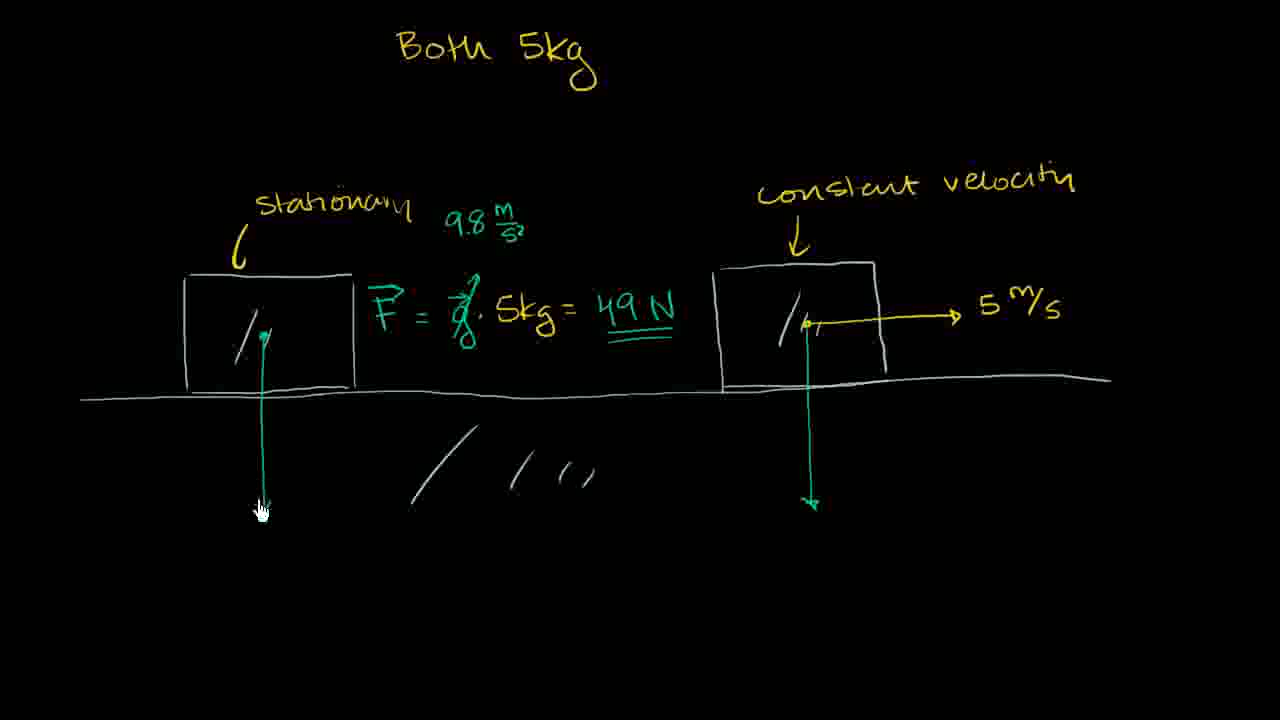 Both 5kg
constant velocity
stationary
9.8 m/s²
F = g · 5kg = 49 N
5 m/s